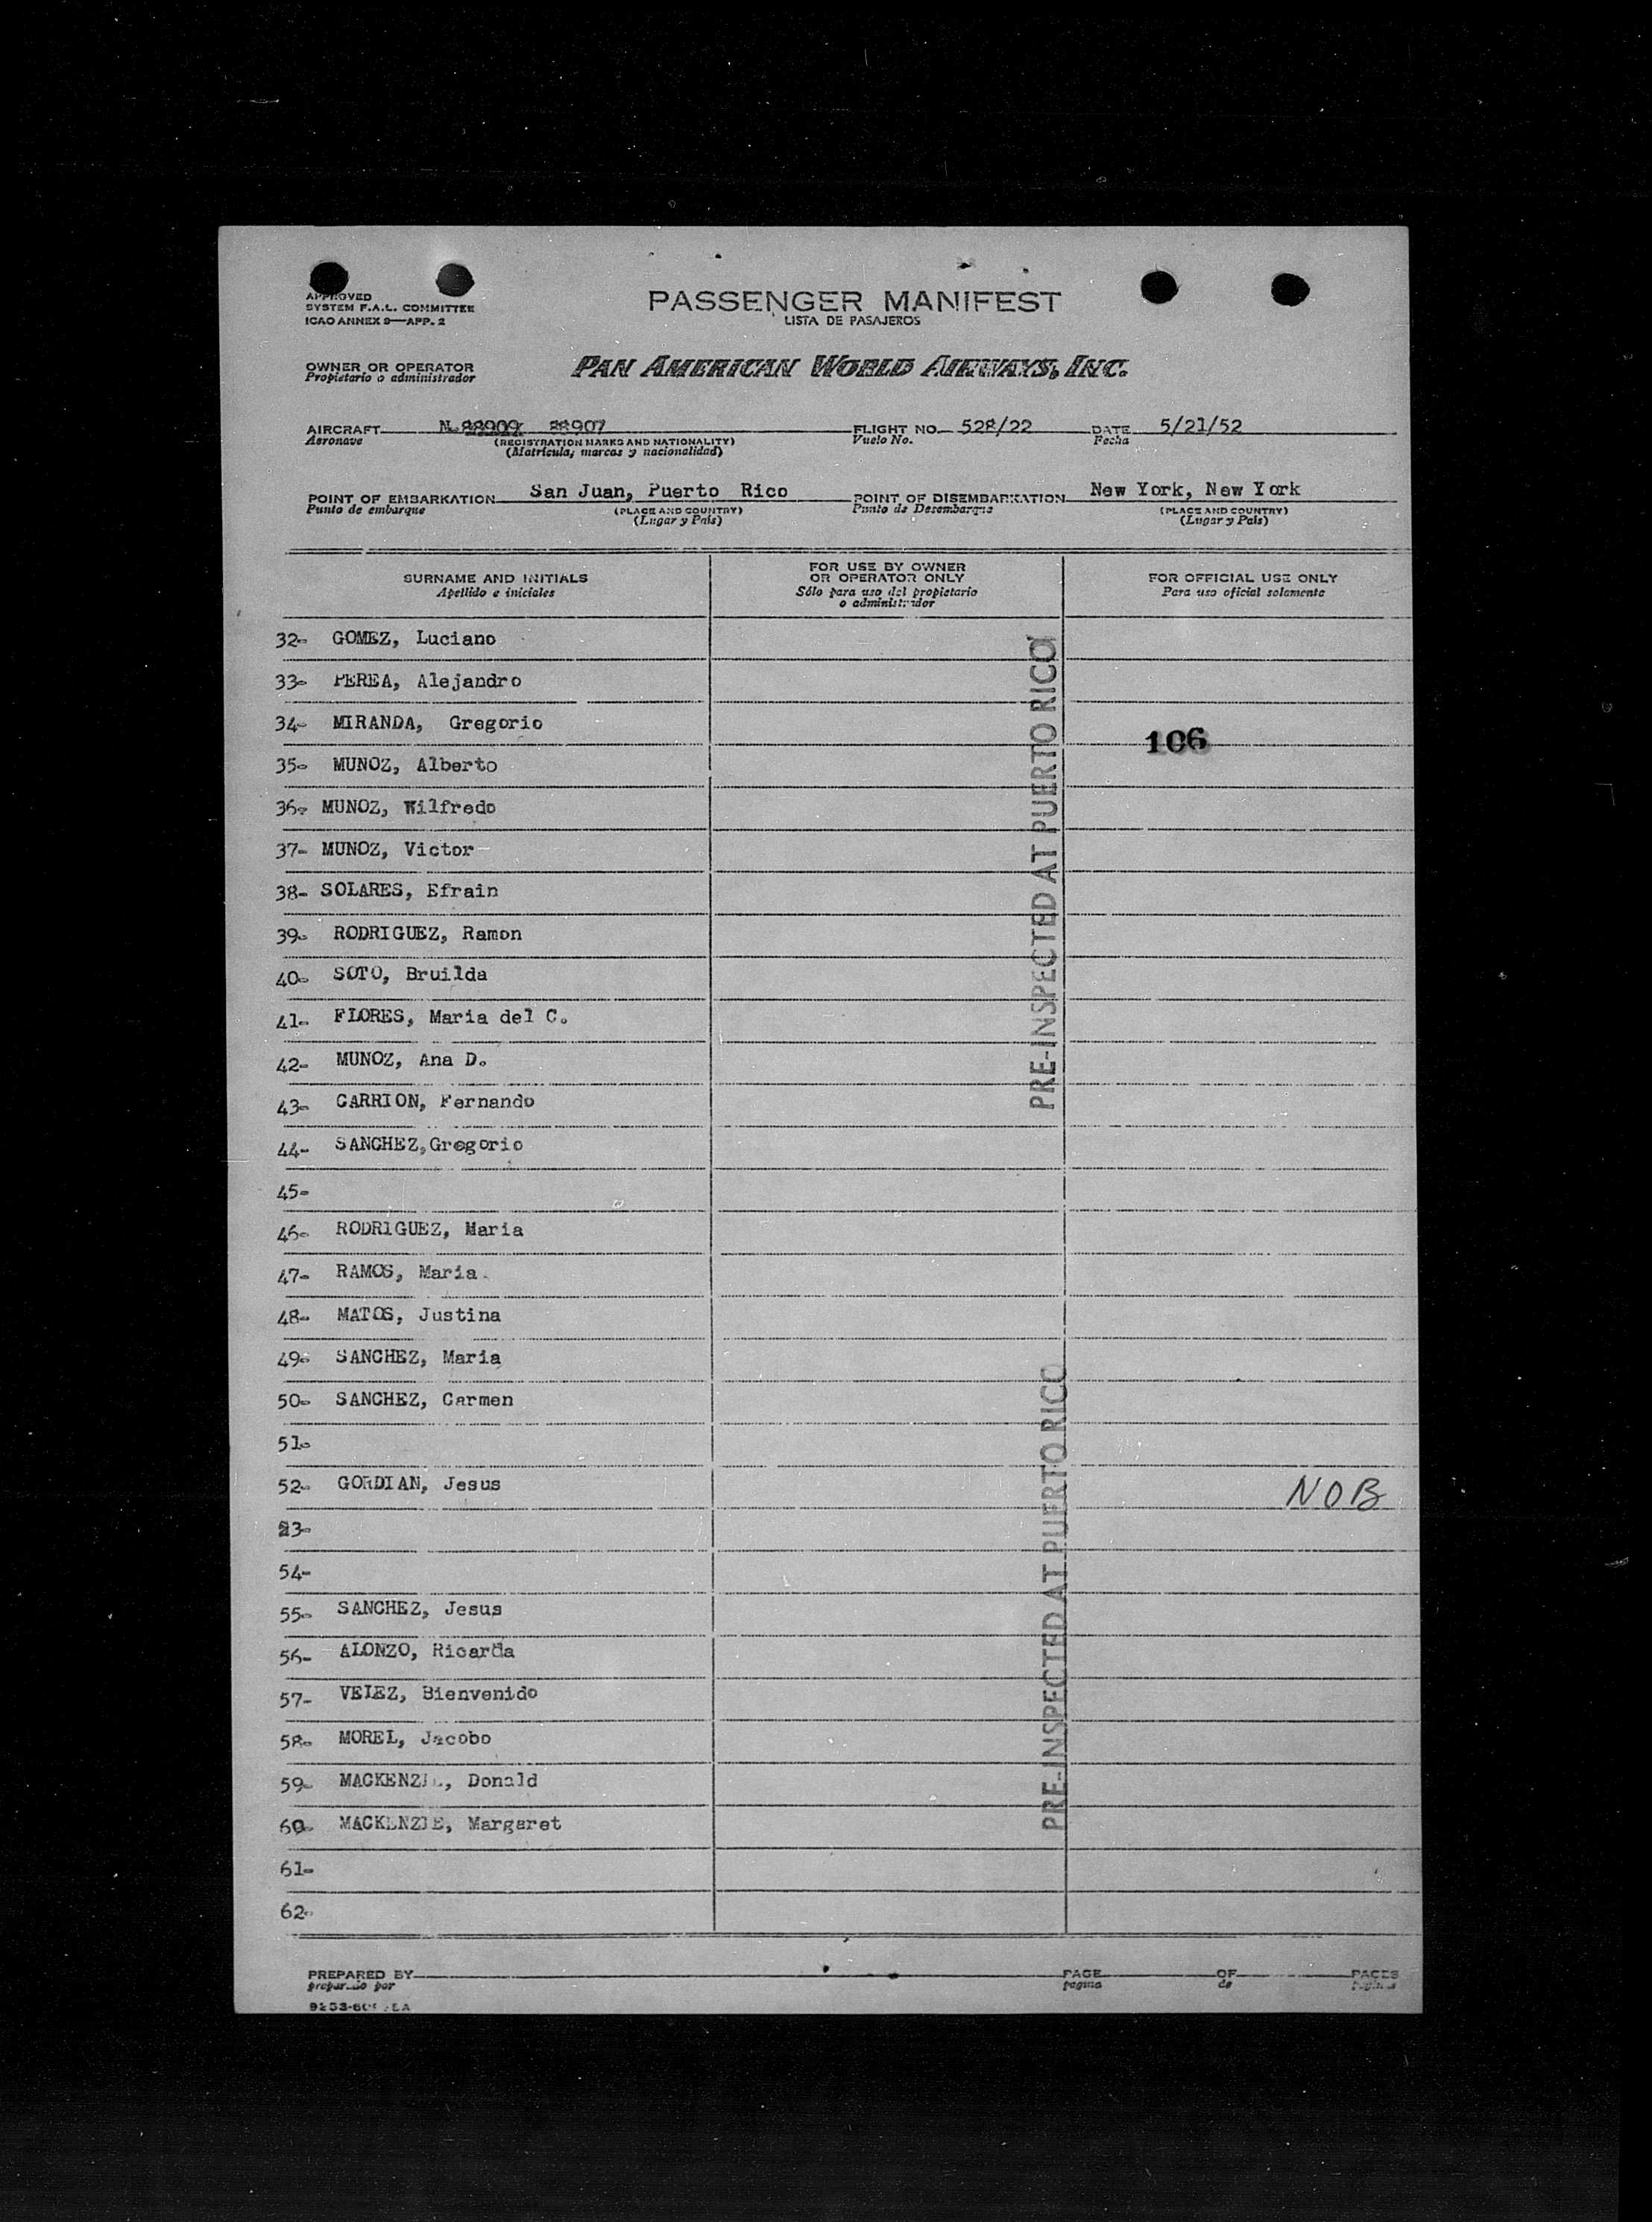 APPROVED
SYSTEM F.A.L. COMMITTEE
ICAO ANNEX 9—APP. 2
PASSENGER MANIFEST
LISTA DE PASAJEROS
OWNER OR OPERATOR
Propietario o administrador
PAN AMERICAN WORLD AIRWAYS, INC.
AIRCRAFT N 88909 88907 FLIGHT NO. 528/22 DATE 5/21/52
Aeronave (REGISTRATION MARKS AND NATIONALITY) Vuelo No. Fecha
(Matricula, marcas y nacionalidad)
POINT OF EMBARKATION San Juan, Puerto Rico POINT OF DISEMBARKATION New York, New York
Punto de embarque (PLACE AND COUNTRY) Punto de Desembarque (PLACE AND COUNTRY)
(Lugar y País) (Lugar y País)
SURNAME AND INITIALS
Apellido e iniciales
FOR USE BY OWNER
OR OPERATOR ONLY
Sólo para uso del propietario
o administrador
FOR OFFICIAL USE ONLY
Para uso oficial solamente
32- GOMEZ, Luciano
33- PEREA, Alejandro
34- MIRANDA, Gregorio
106
35- MUNOZ, Alberto
36- MUNOZ, Wilfredo
37- MUNOZ, Victor
38- SOLARES, Efrain
39- RODRIGUEZ, Ramon
40- SOTO, Bruilda
41- FLORES, Maria del C.
42- MUNOZ, Ana D.
43- CARRION, Fernando
44- SANCHEZ,Gregorio
PRE-INSPECTED AT PUERTO RICO
45-
46- RODRIGUEZ, Maria
47- RAMOS, Maria
48- MATOS, Justina
49- SANCHEZ, Maria
50- SANCHEZ, Carmen
51-
52- GORDIAN, Jesus NOB
53-
54-
55- SANCHEZ, Jesus
56- ALONZO, Ricarda
57- VELEZ, Bienvenido
58- MOREL, Jacobo
59- MACKENZIE, Donald
60- MACKENZIE, Margaret
PRE-INSPECTED AT PUERTO RICO
61-
62-
PREPARED BY PAGE OF PAGES
preparado por pagina de paginas